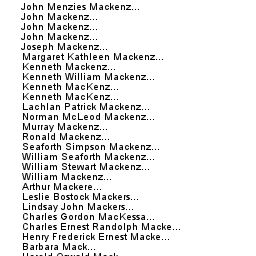 John Menzies Mackenz...
John Mackenz...
John Mackenz...
John Mackenz...
Joseph Mackenz...
Margaret Kathleen Mackenz...
Kenneth Mackenz...
Kenneth William Mackenz...
Kenneth MacKenz...
Kenneth MacKenz...
Lachlan Patrick Mackenz...
Norman McLeod Mackenz...
Murray Mackenz...
Ronald Mackenz...
Seaforth Simpson Mackenz...
William Seaforth Mackenz...
William Stewart Mackenz...
William Mackenz...
Arthur Mackere...
Leslie Bostock Mackers...
Lindsay John Mackers...
Charles Gordon MacKessa...
Charles Ernest Randolph Macke...
Henry Frederick Ernest Macke...
Barbara Mack...
Harold Oswald Mack...